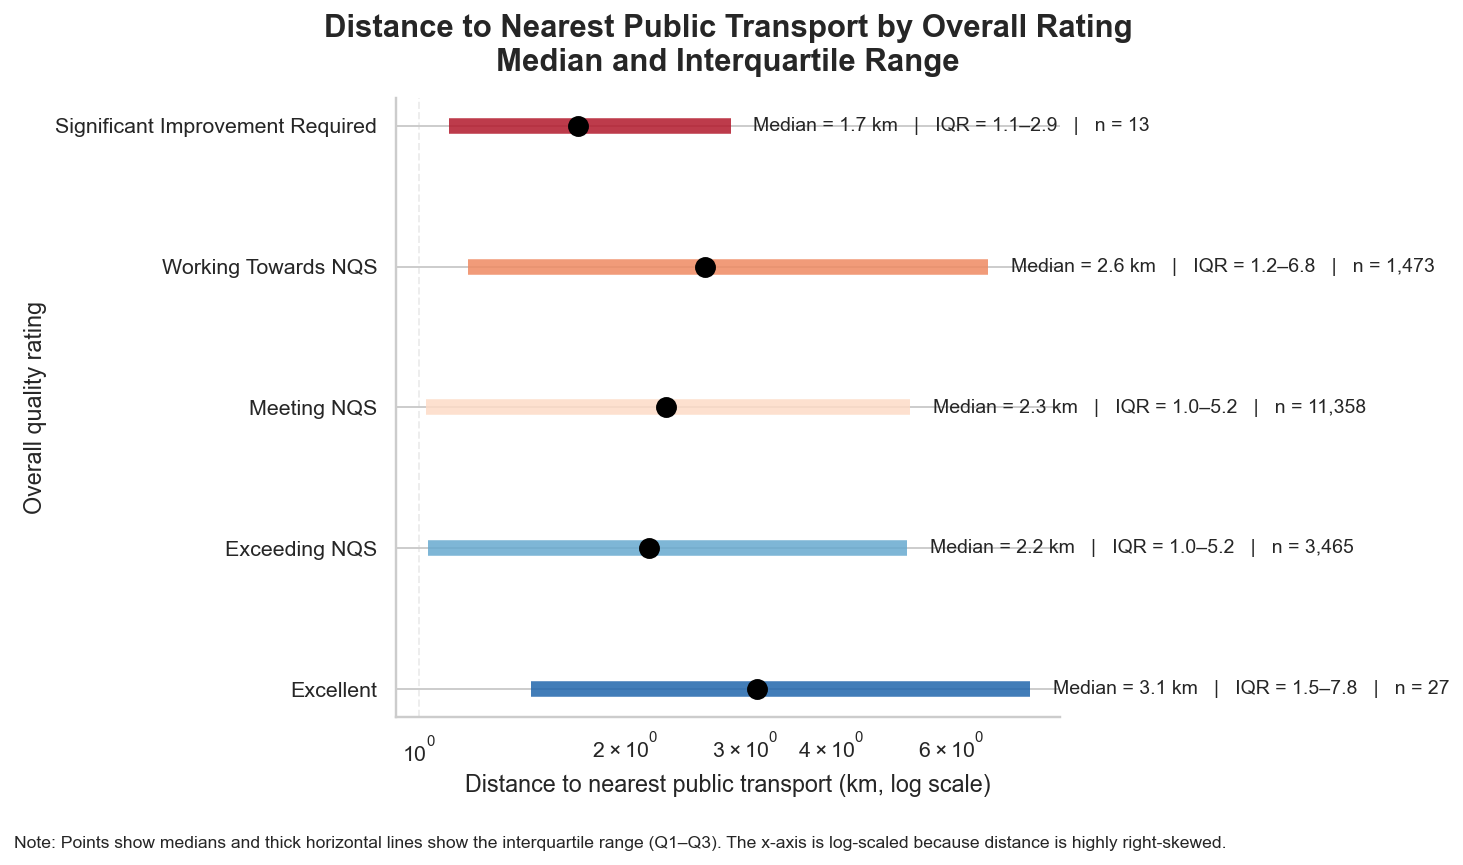 Distance to Nearest Public Transport by Overall Rating
Median and Interquartile Range
Significant Improvement Required
Median = 1.7 km | IQR = 1.1–2.9 | n = 13
Working Towards NQS
Median = 2.6 km | IQR = 1.2–6.8 | n = 1,473
Meeting NQS
Median = 2.3 km | IQR = 1.0–5.2 | n = 11,358
Exceeding NQS
Median = 2.2 km | IQR = 1.0–5.2 | n = 3,465
Excellent
Median = 3.1 km | IQR = 1.5–7.8 | n = 27
Overall quality rating
10⁰ 2 × 10⁰ 3 × 10⁰ 4 × 10⁰ 6 × 10⁰
Distance to nearest public transport (km, log scale)
Note: Points show medians and thick horizontal lines show the interquartile range (Q1–Q3). The x-axis is log-scaled because distance is highly right-skewed.